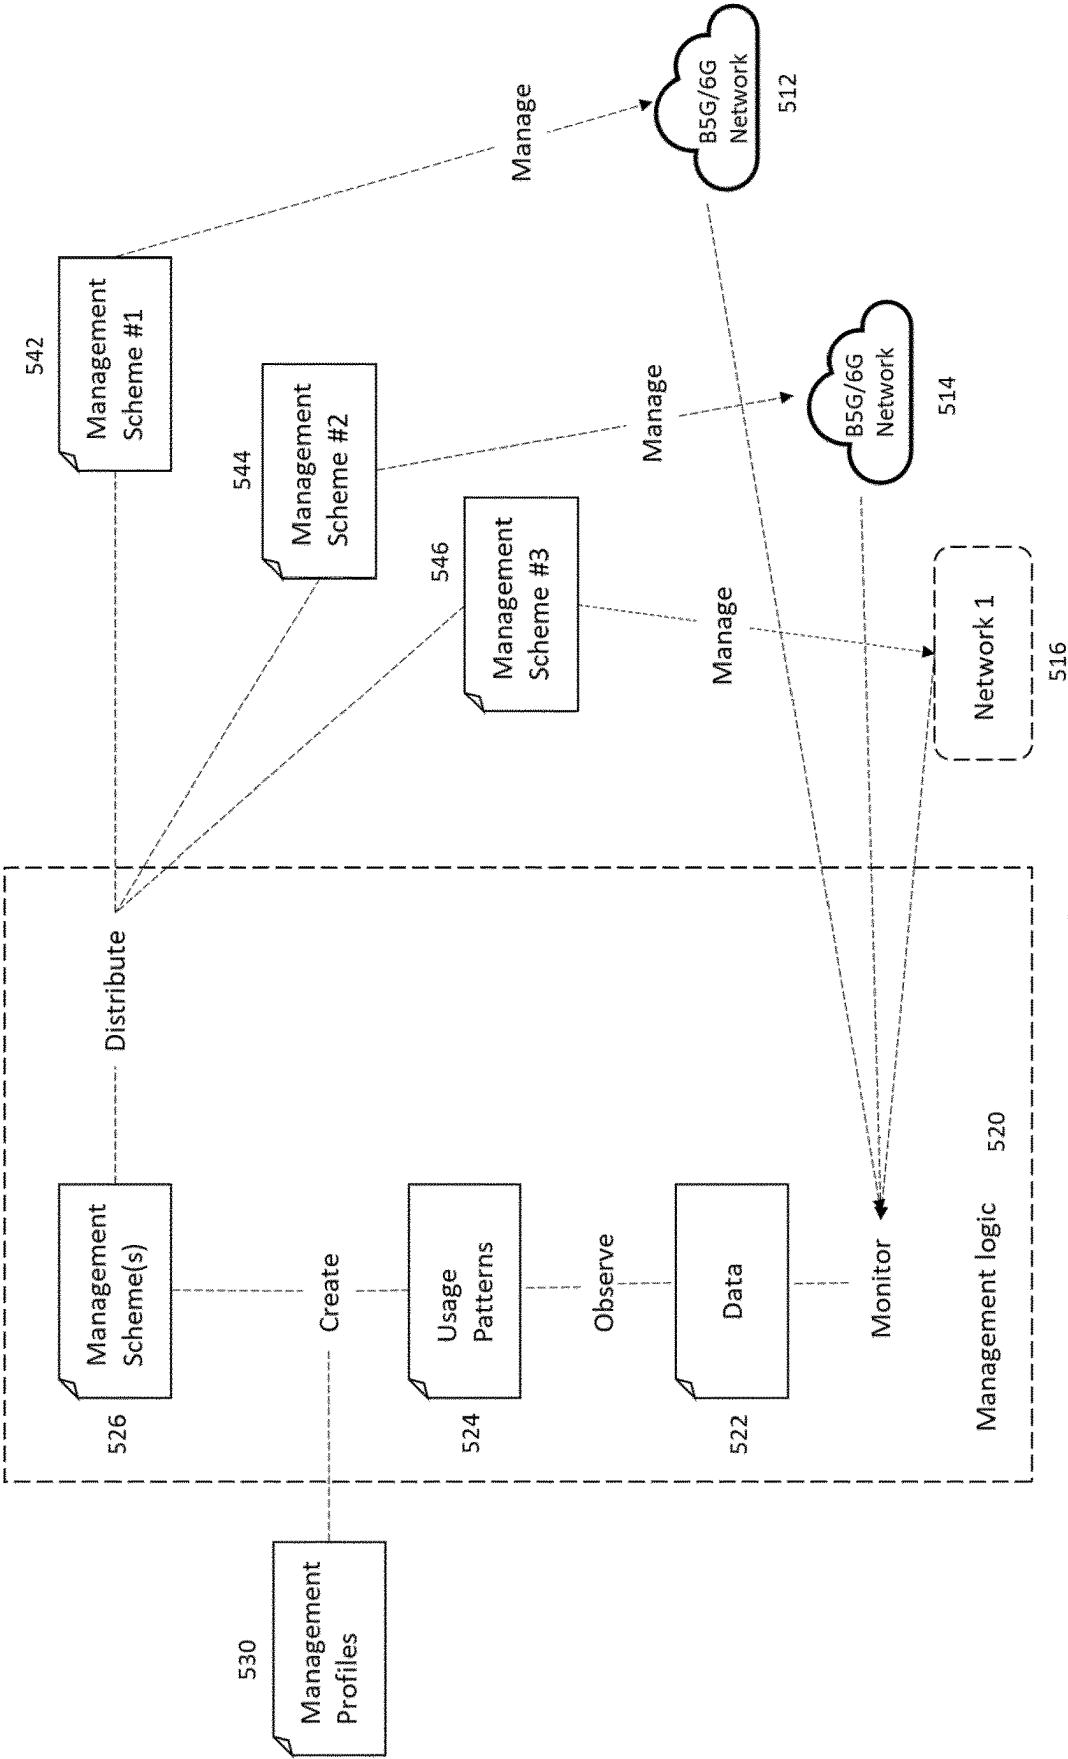 530
Management
Profiles
526
Management
Scheme(s)
Create
524
Usage
Patterns
Observe
522
Data
Monitor
Management logic
520
Distribute
542
Management
Scheme #1
544
Management
Scheme #2
546
Management
Scheme #3
Manage
Manage
Manage
B5G/6G
Network
512
B5G/6G
Network
514
Network 1
516